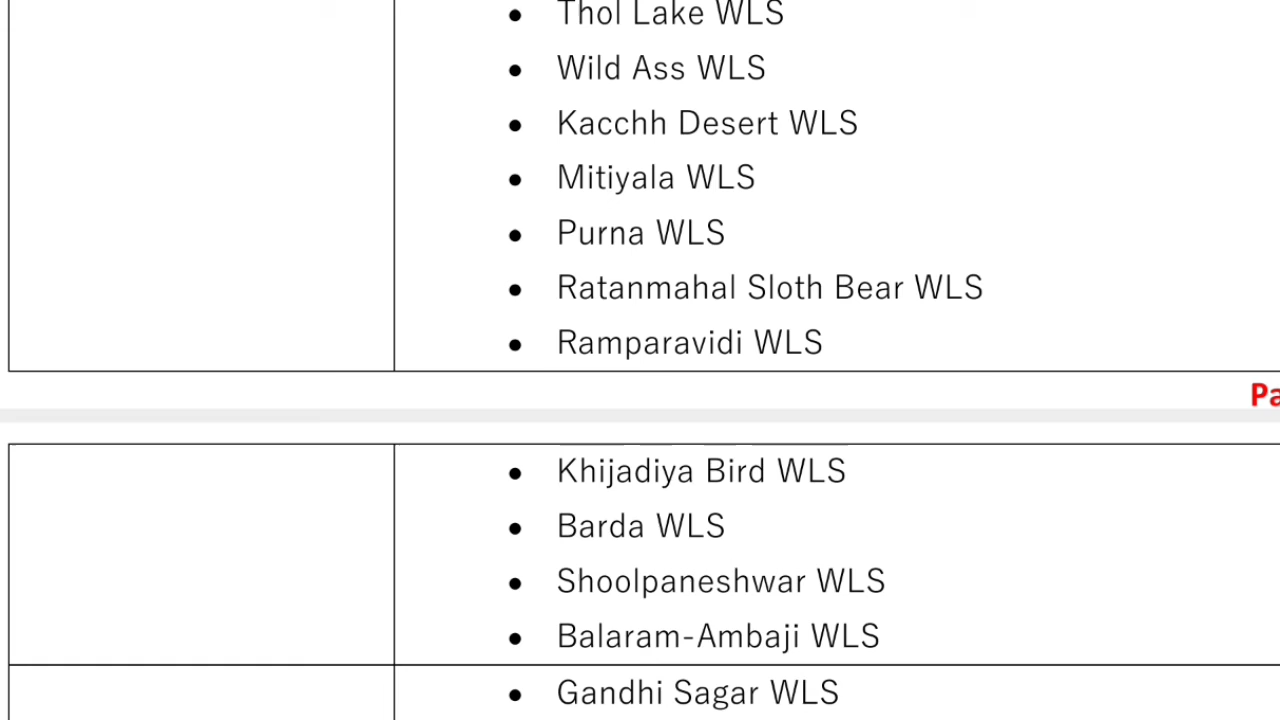 Thol Lake WLS
Wild Ass WLS
Kacchh Desert WLS
Mitiyala WLS
Purna WLS
Ratanmahal Sloth Bear WLS
Ramparavidi WLS
Pa
Khijadiya Bird WLS
Barda WLS
Shoolpaneshwar WLS
Balaram-Ambaji WLS
Gandhi Sagar WLS